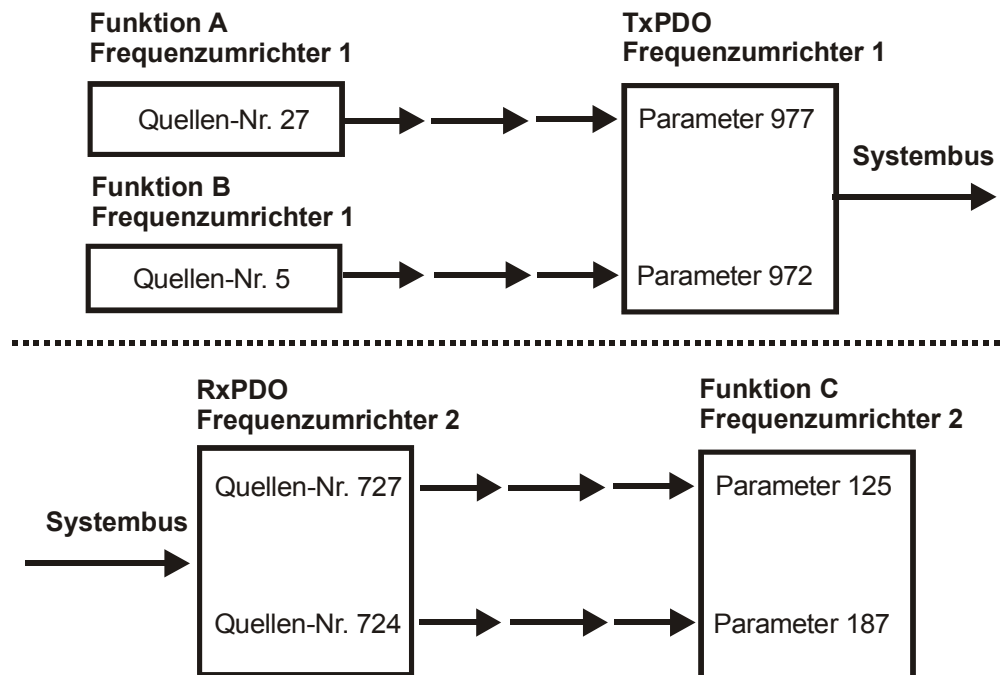 Funktion A
Frequenzumrichter 1
Quellen-Nr. 27
Funktion B
Frequenzumrichter 1
Quellen-Nr. 5
TxPDO
Frequenzumrichter 1
Parameter 977
Parameter 972
Systembus
RxPDO
Frequenzumrichter 2
Systembus
Quellen-Nr. 727
Quellen-Nr. 724
Funktion C
Frequenzumrichter 2
Parameter 125
Parameter 187